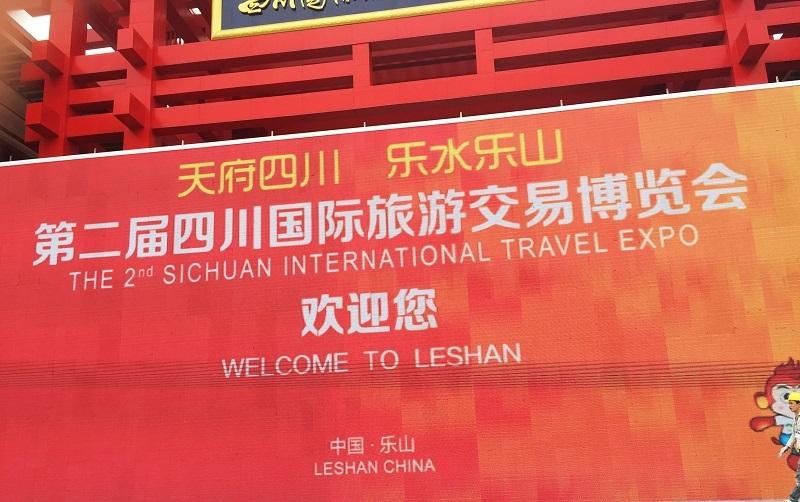 天府四川 乐水乐山
第二届四川国际旅游交易博览会
THE 2nd SICHUAN INTERNATIONAL TRAVEL EXPO
欢迎您
WELCOME TO LESHAN
中国·乐山
LESHAN CHINA